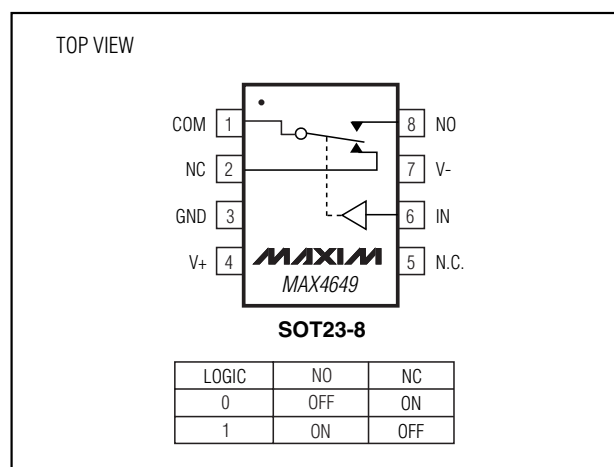 TOP VIEW
COM 1 8 NO
NC 2 7 V-
GND 3 6 IN
V+ 4 MAXIM 5 N.C.
MAX4649
SOT23-8
LOGIC NO NC
0 OFF ON
1 ON OFF